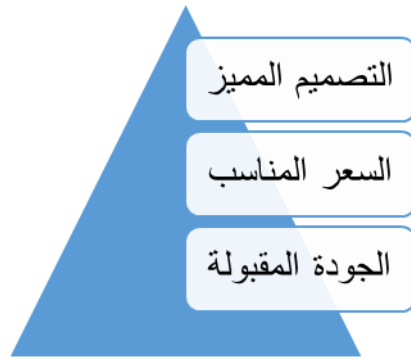 التصميم المميز
السعر المناسب
الجودة المقبولة